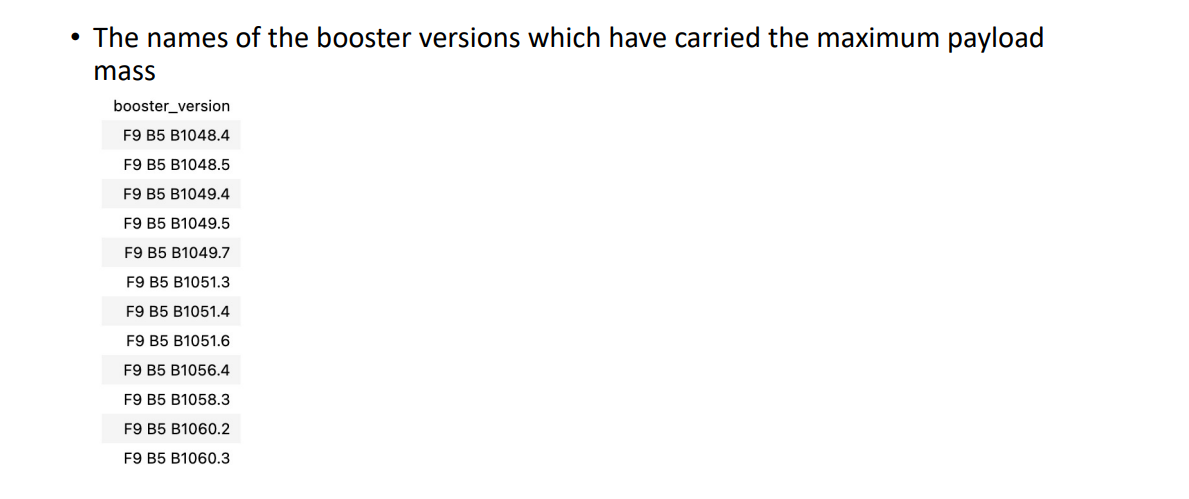 • The names of the booster versions which have carried the maximum payload
mass
booster_version
F9 B5 B1048.4
F9 B5 B1048.5
F9 B5 B1049.4
F9 B5 B1049.5
F9 B5 B1049.7
F9 B5 B1051.3
F9 B5 B1051.4
F9 B5 B1051.6
F9 B5 B1056.4
F9 B5 B1058.3
F9 B5 B1060.2
F9 B5 B1060.3